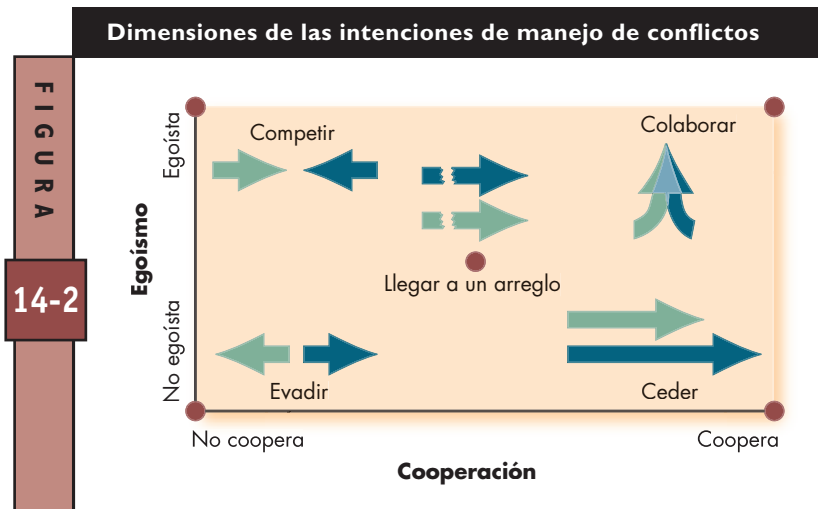 Dimensiones de las intenciones de manejo de conflictos
FIGURA
14-2
Egoísmo
Egoísta
No egoísta
Competir
Colaborar
Llegar a un arreglo
Evadir
Ceder
No coopera
Coopera
Cooperación